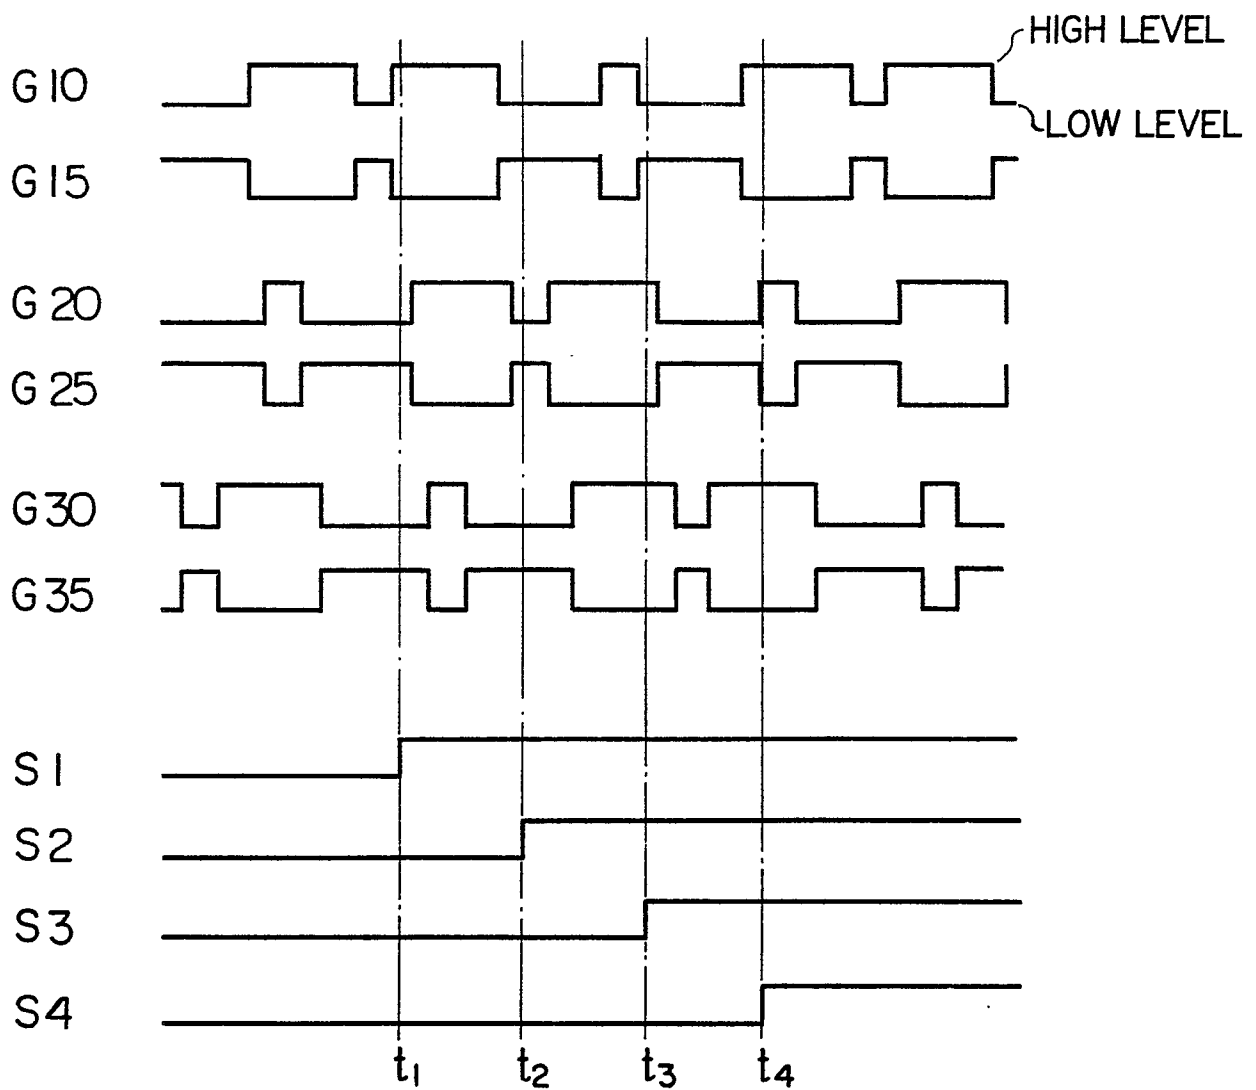 HIGH LEVEL
G10
LOW LEVEL
G15
G20
G25
G30
G35
S1
S2
S3
S4
t1 t2 t3 t4